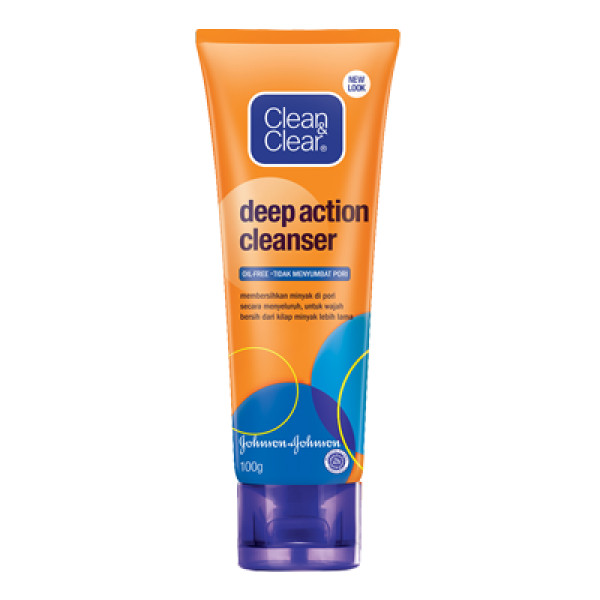 NEW
LOOK
Clean
&
Clear®
deep action
cleanser
OIL-FREE • TIDAK MENYUMBAT PORI
membersihkan minyak di pori
secara menyeluruh, untuk wajah
bersih dari kilap minyak lebih lama
Johnson & Johnson
100g